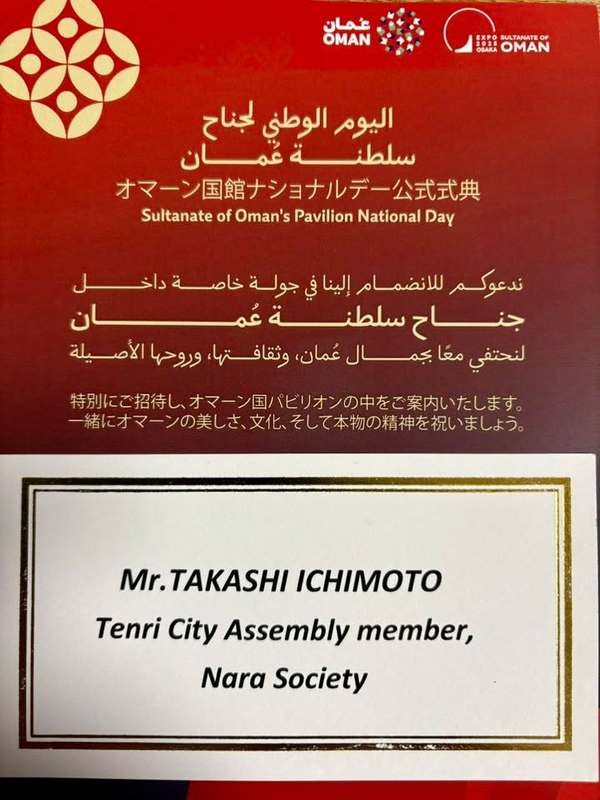 عُمان
OMAN
EXPO
2025
OSAKA
SULTANATE OF
OMAN
اليوم الوطني لجناح
سلطنة عُمان
オマーン国館ナショナルデー公式式典
Sultanate of Oman's Pavilion National Day
ندعوكم للانضمام إلينا في جولة خاصة داخل
جناح سلطنة عُمان
لنحتفي معًا بجمال عُمان، وثقافتها، وروحها الأصيلة
特別にご招待し、オマーン国パビリオンの中をご案内いたします。
一緒にオマーンの美しさ、文化、そして本物の精神を祝いましょう。
Mr.TAKASHI ICHIMOTO
Tenri City Assembly member,
Nara Society